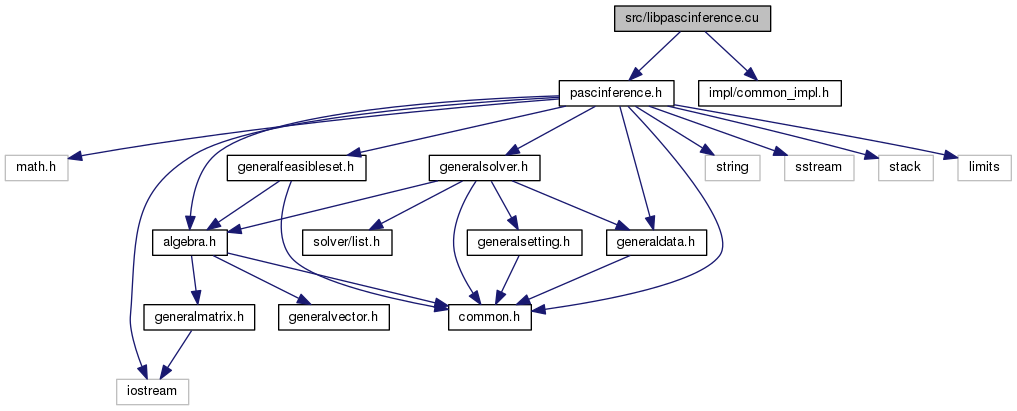 src/libpascinference.cu
pascinference.h
impl/common_impl.h
math.h
generalfeasibleset.h
generalsolver.h
string
sstream
stack
limits
algebra.h
solver/list.h
generalsetting.h
generaldata.h
generalmatrix.h
generalvector.h
common.h
iostream